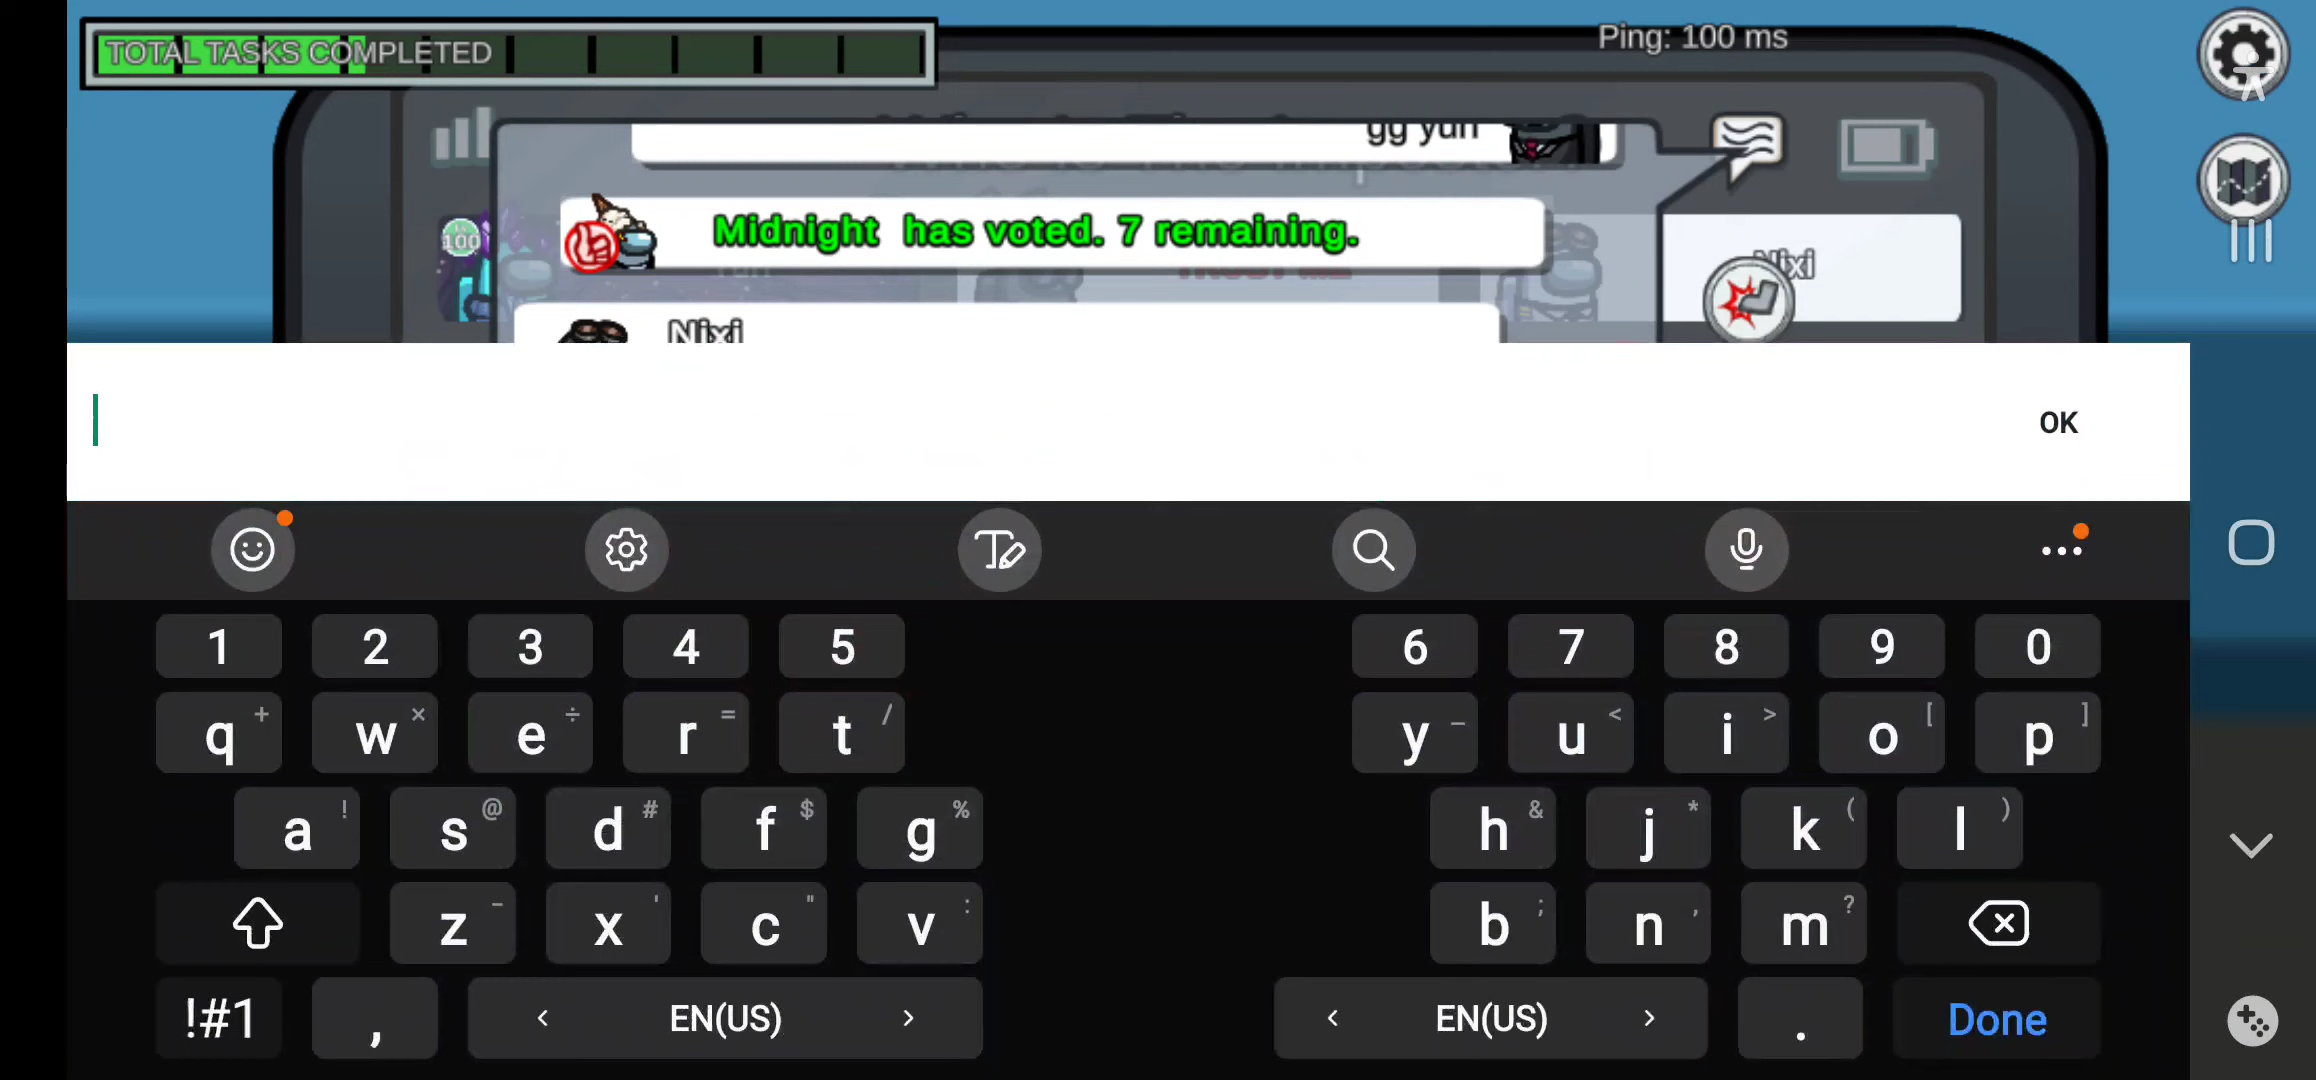 TOTAL TASKS COMPLETED
Ping: 100 ms
gg yun
100
Midnight has voted. 7 remaining.
Nixi
Nixi
OK
1 2 3 4 5 6 7 8 9 0
q + w × e ÷ r = t / y _ u < i > o [ p ]
a ! s @ d # f $ g % h & j * k ( l )
z - x ' c " v : b ; n , m ?
!#1 , < EN(US) > < EN(US) > . Done